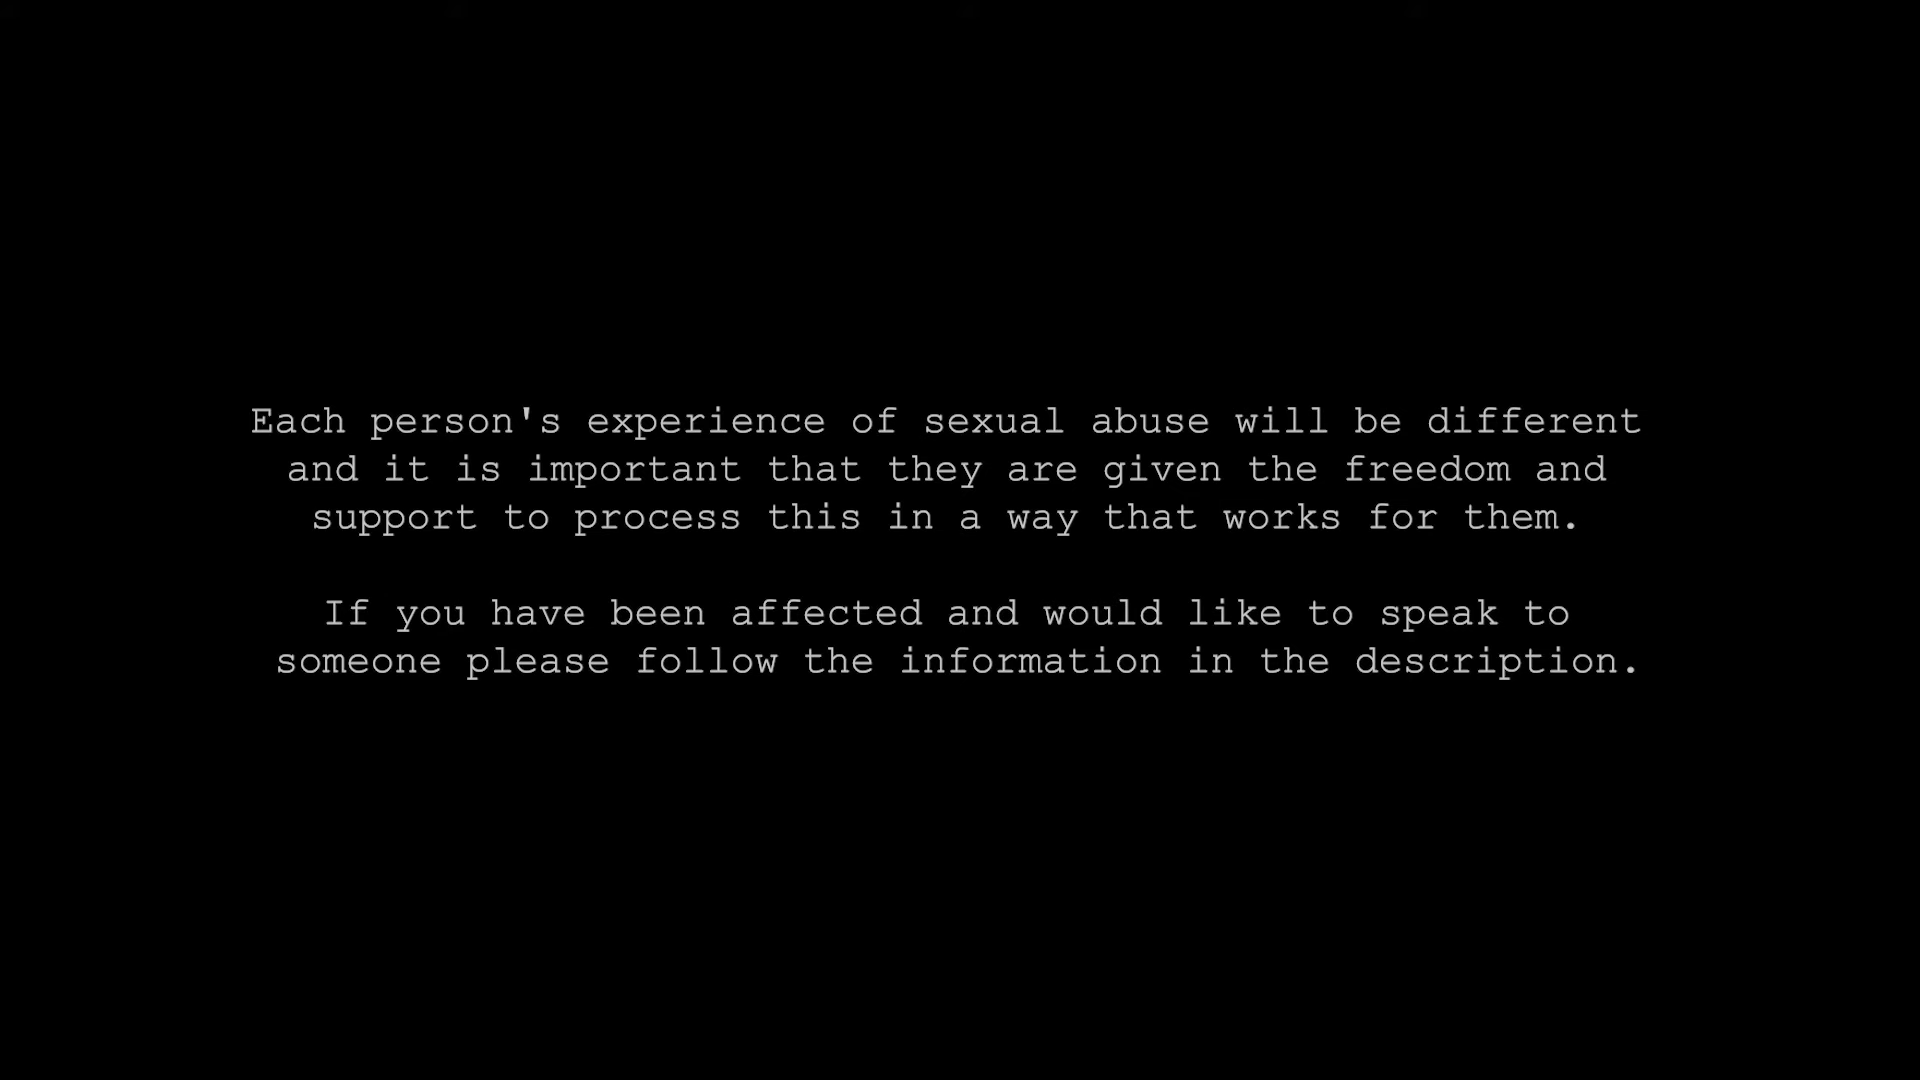 Each person's experience of sexual abuse will be different
and it is important that they are given the freedom and
support to process this in a way that works for them.
If you have been affected and would like to speak to
someone please follow the information in the description.